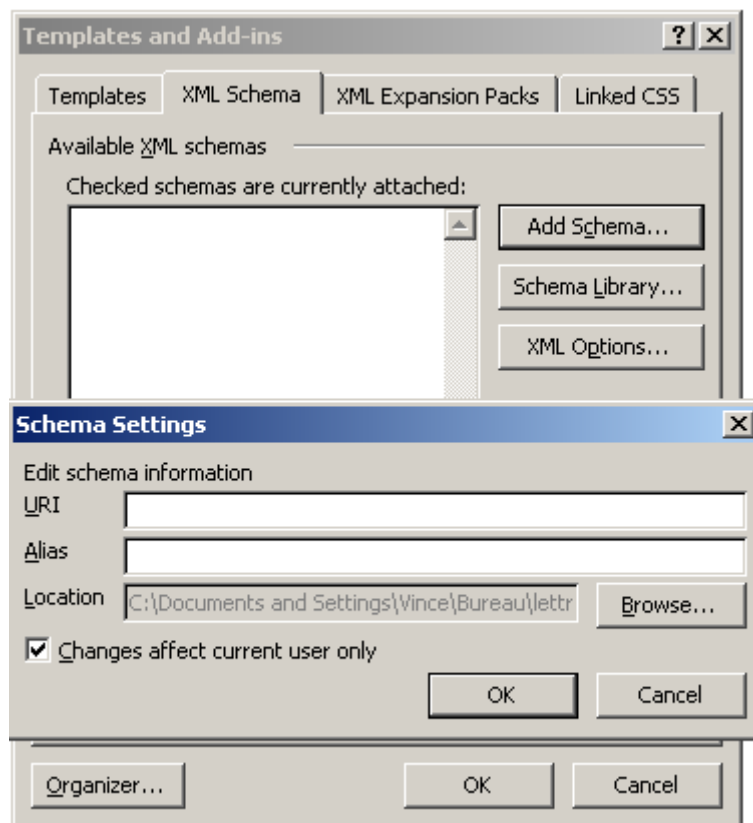 Templates and Add-ins
Templates XML Schema XML Expansion Packs Linked CSS
Available XML schemas
Checked schemas are currently attached:
Add Schema...
Schema Library...
XML Options...
Schema Settings
Edit schema information
URI
Alias
Location C:\Documents and Settings\Vince\Bureau\lettr Browse...
Changes affect current user only
OK Cancel
Organizer... OK Cancel